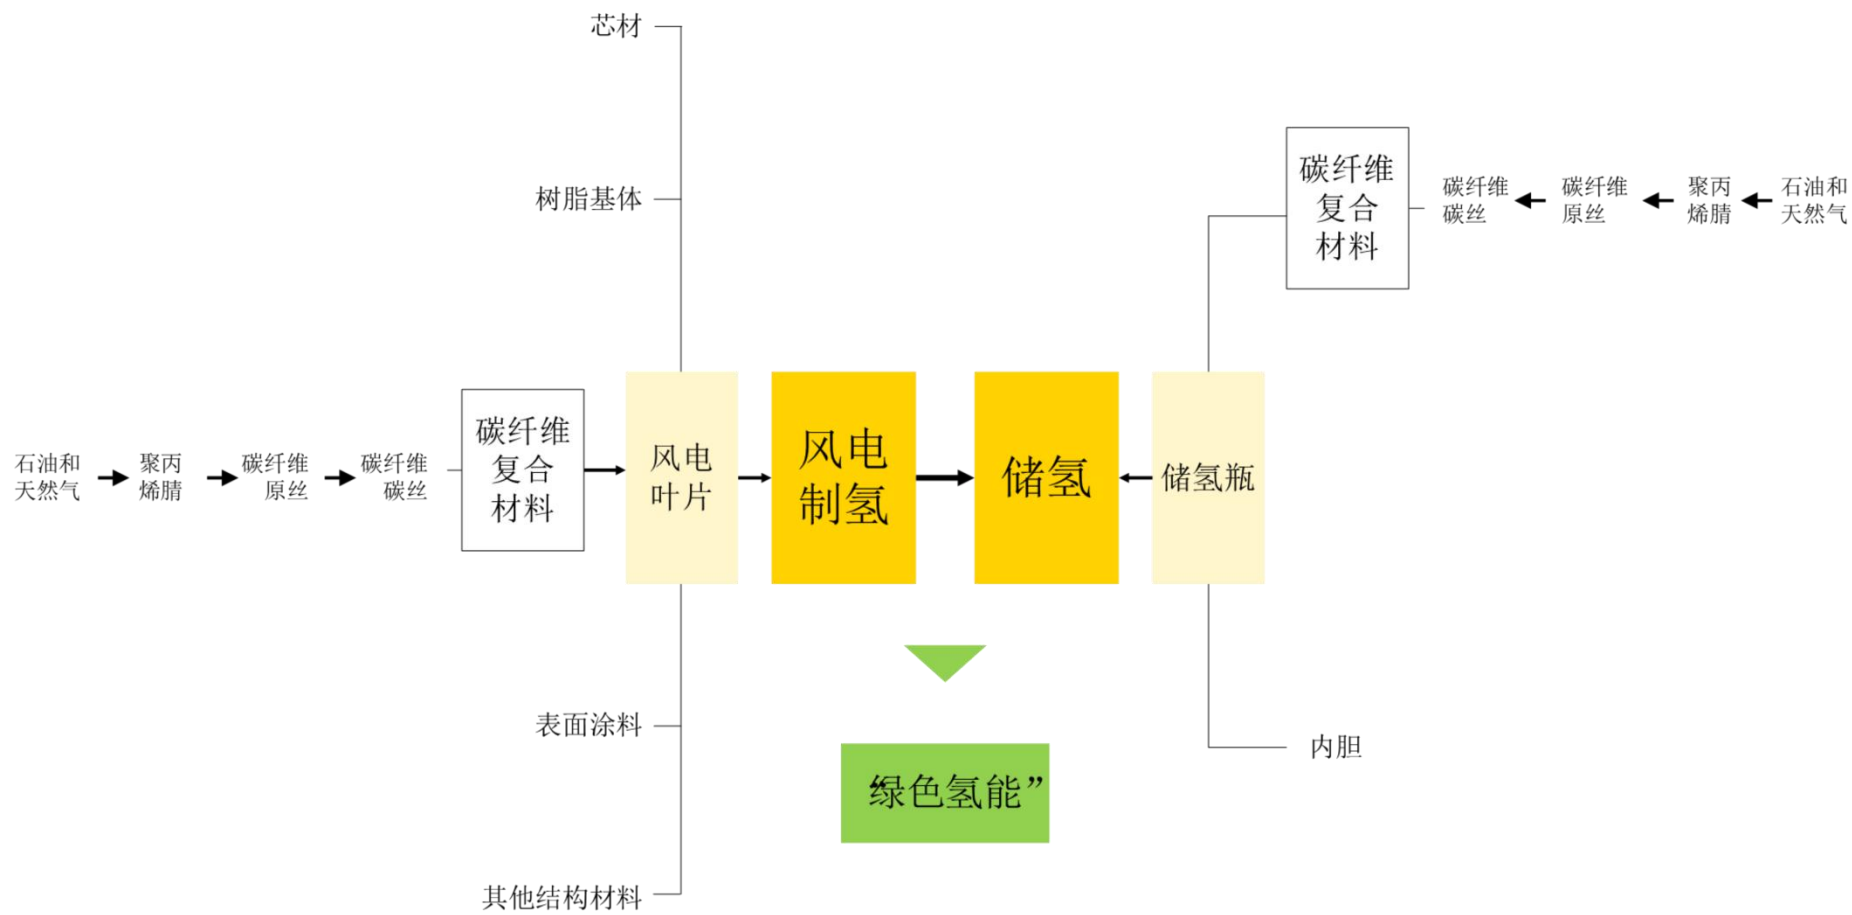 芯材
树脂基体
碳纤维
复合
材料
碳纤维
碳丝
碳纤维
原丝
聚丙
烯腈
石油和
天然气
石油和
天然气
聚丙
烯腈
碳纤维
原丝
碳纤维
碳丝
碳纤维
复合
材料
风电
叶片
风电
制氢
储氢
储氢瓶
表面涂料
内胆
“绿色氢能”
其他结构材料